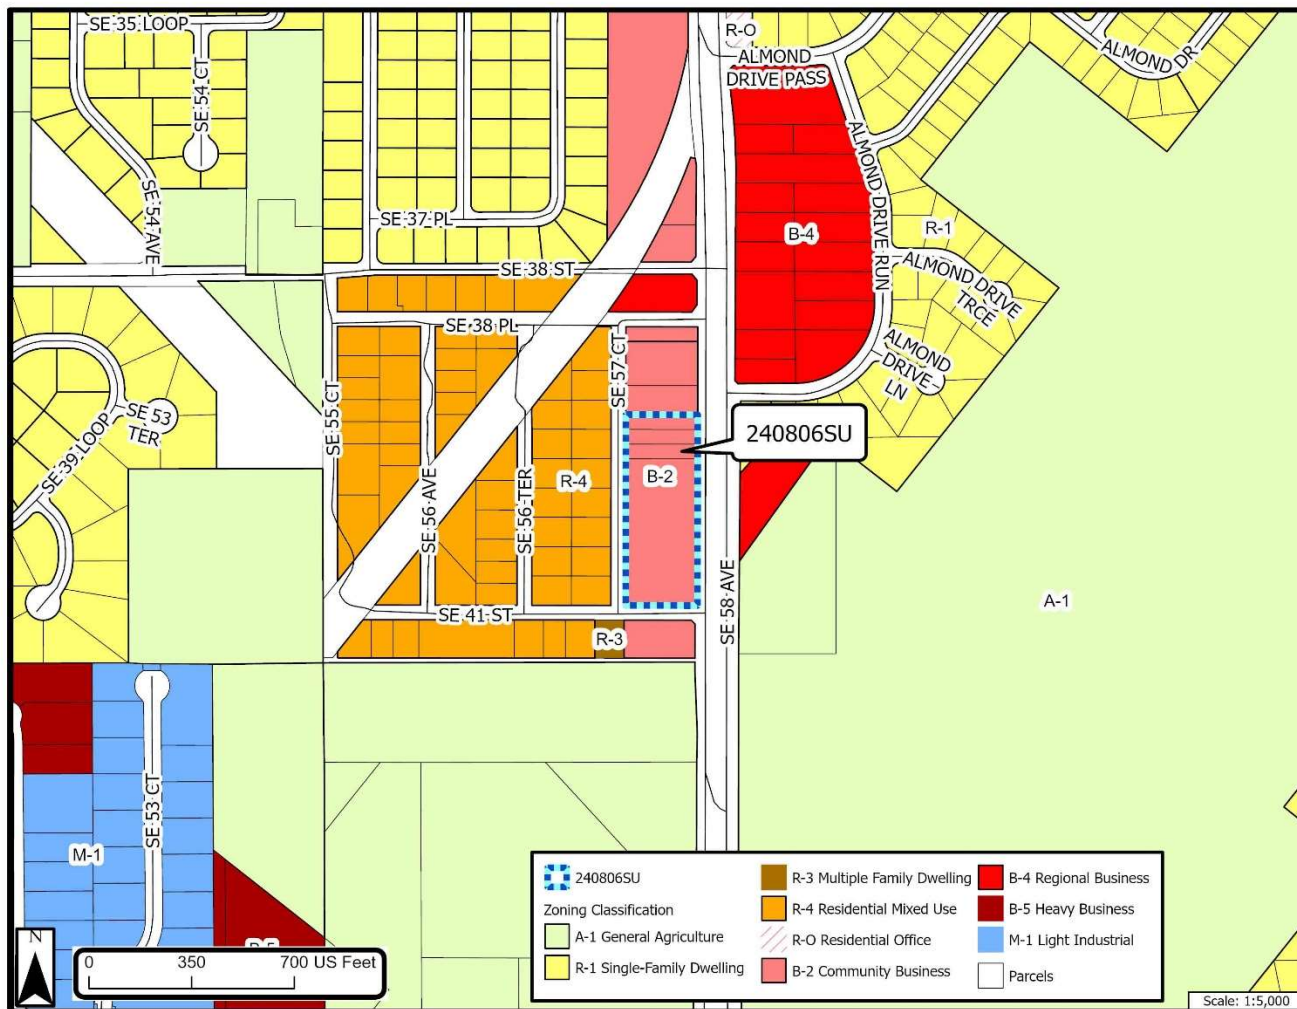 SE 35 LOOP
R-O
ALMOND
DRIVE PASS
ALMOND DR
SE 54 CT
SE 54 AVE
ALMOND DRIVE RUN
SE 37 PL
B-4
R-1
SE 38 ST
ALMOND DRIVE
TRCE
SE 38 PL
SE 57 CT
ALMOND
DRIVE
LN
SE 53
TER
SE 39 LOOP
SE 55 CT
240806SU
SE 56 AVE
SE 56 TER
R-4
B-2
SE 58 AVE
A-1
SE 41 ST
R-3
SE 53 CT
M-1
B-5
N
0 350 700 US Feet
240806SU
Zoning Classification
A-1 General Agriculture
R-1 Single-Family Dwelling
R-3 Multiple Family Dwelling
R-4 Residential Mixed Use
R-O Residential Office
B-2 Community Business
B-4 Regional Business
B-5 Heavy Business
M-1 Light Industrial
Parcels
Scale: 1:5,000